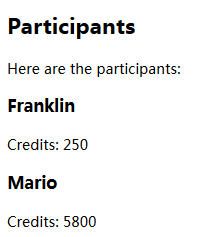 Participants
Here are the participants:
Franklin
Credits: 250
Mario
Credits: 5800